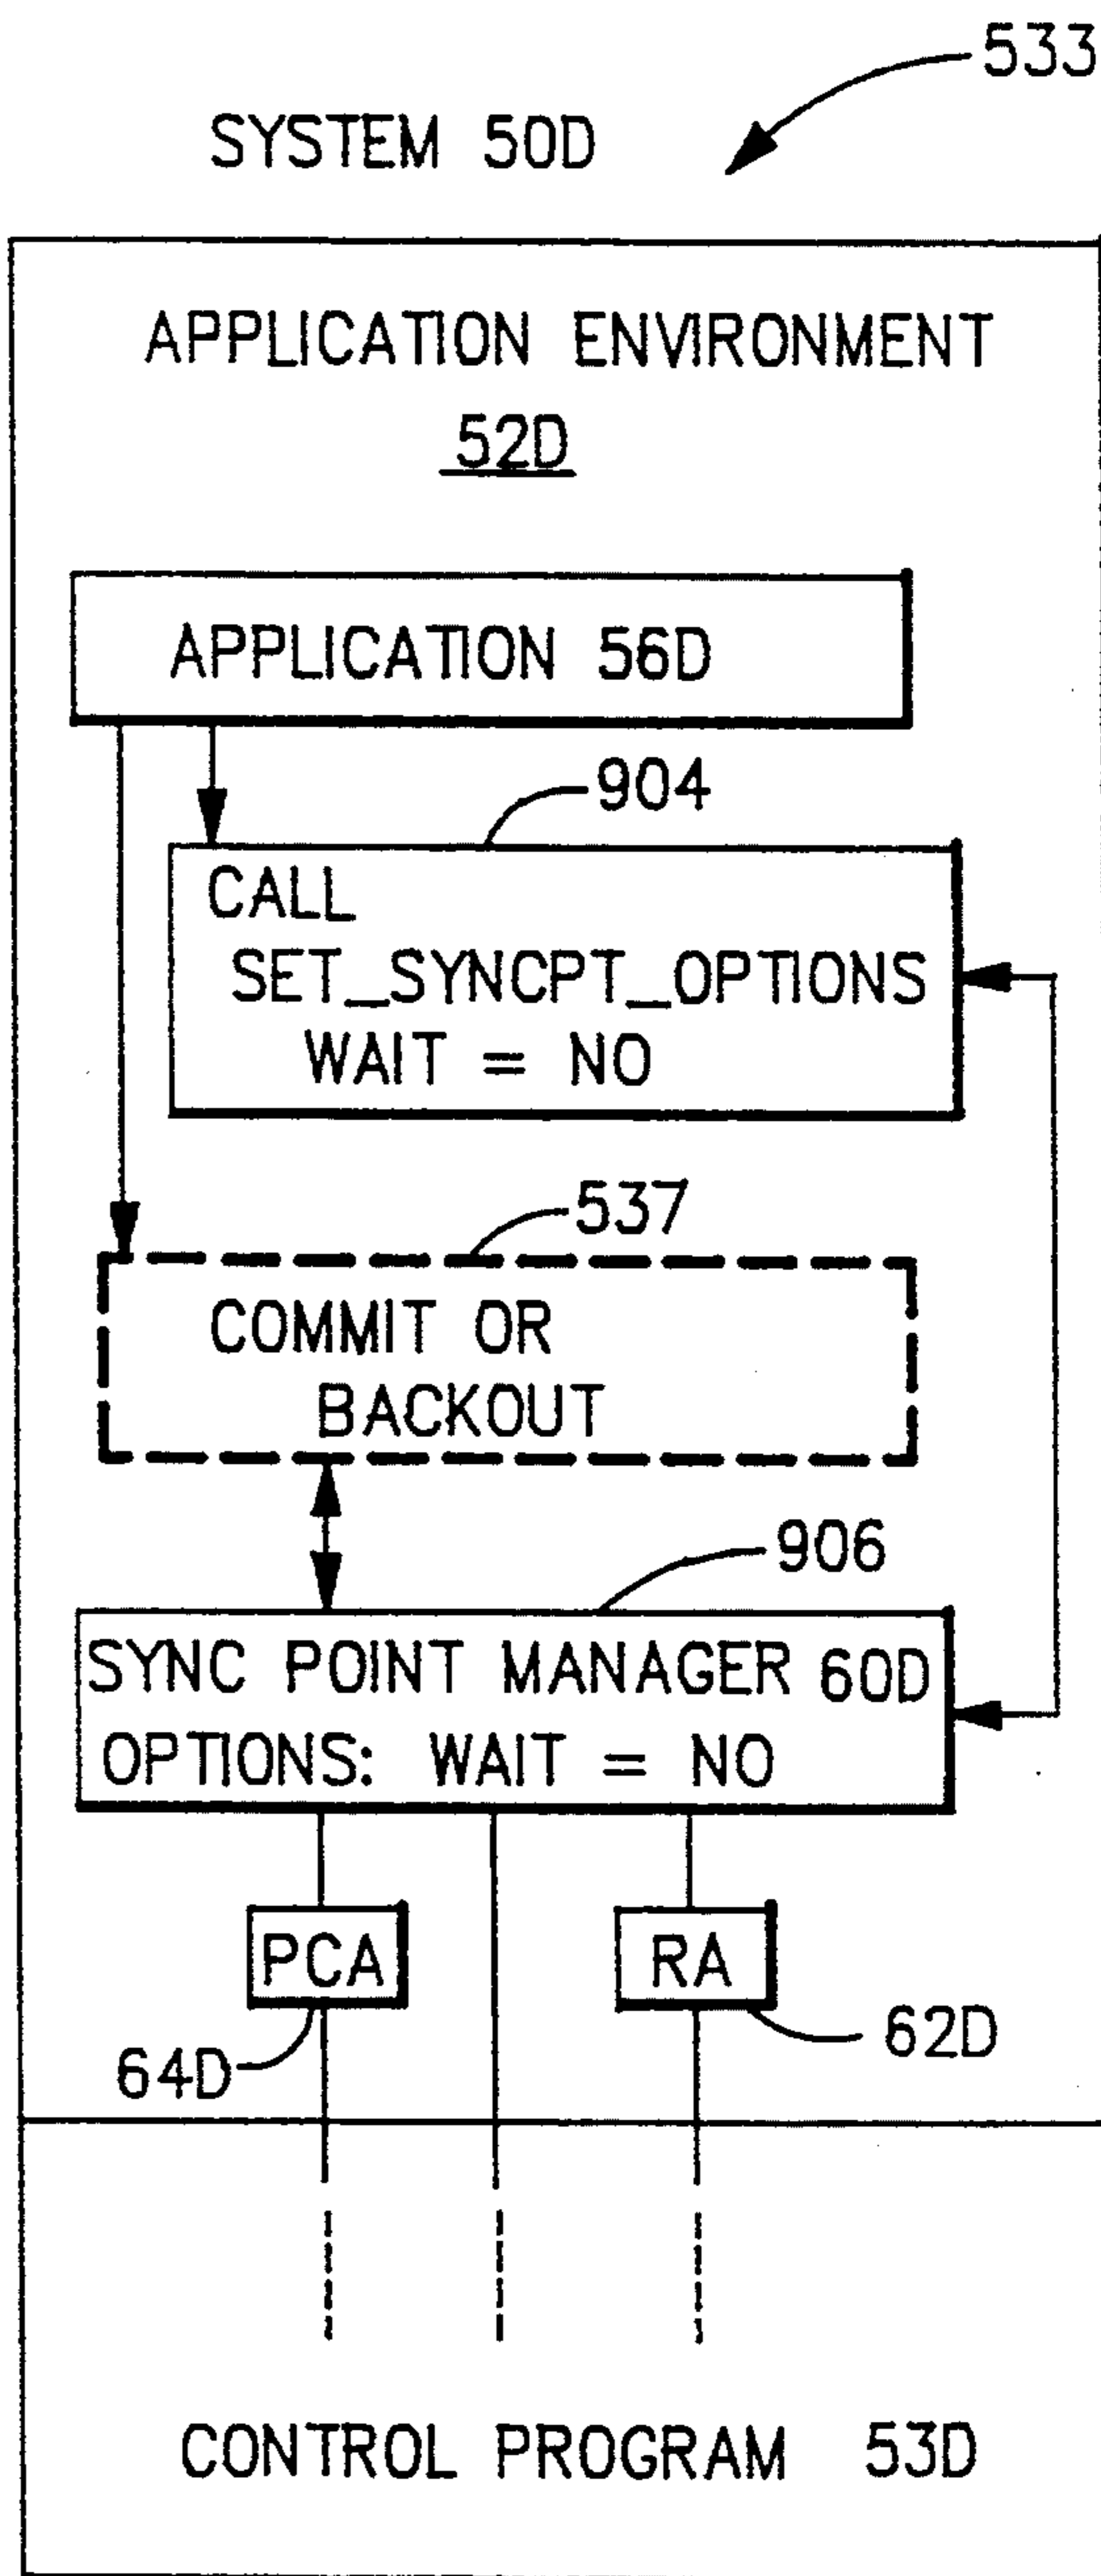 533
SYSTEM 50D
APPLICATION ENVIRONMENT
52D
APPLICATION 56D
904
CALL
SET_SYNCPT_OPTIONS
WAIT = NO
537
COMMIT OR
BACKOUT
906
SYNC POINT MANAGER 60D
OPTIONS: WAIT = NO
PCA
RA
64D
62D
CONTROL PROGRAM 53D